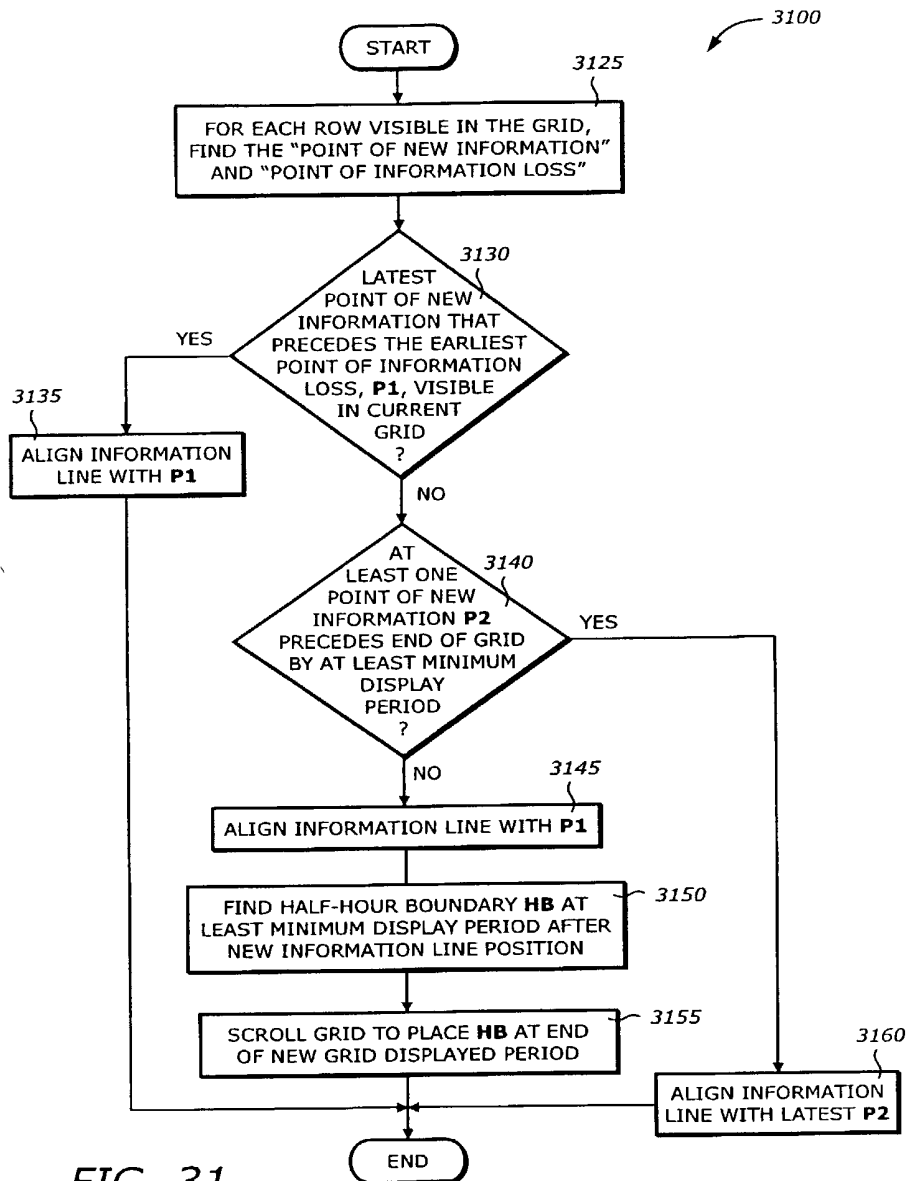 3100
START
3125
FOR EACH ROW VISIBLE IN THE GRID,
FIND THE “POINT OF NEW INFORMATION”
AND “POINT OF INFORMATION LOSS”
3130
LATEST
POINT OF NEW
INFORMATION THAT
PRECEDES THE EARLIEST
POINT OF INFORMATION
LOSS, P1, VISIBLE
IN CURRENT
GRID
?
YES
3135
ALIGN INFORMATION
LINE WITH P1
NO
3140
AT
LEAST ONE
POINT OF NEW
INFORMATION P2
PRECEDES END OF GRID
BY AT LEAST MINIMUM
DISPLAY
PERIOD
?
YES
NO
3145
ALIGN INFORMATION LINE WITH P1
3150
FIND HALF-HOUR BOUNDARY HB AT
LEAST MINIMUM DISPLAY PERIOD AFTER
NEW INFORMATION LINE POSITION
3155
SCROLL GRID TO PLACE HB AT END
OF NEW GRID DISPLAYED PERIOD
3160
ALIGN INFORMATION
LINE WITH LATEST P2
END
FIG. 31